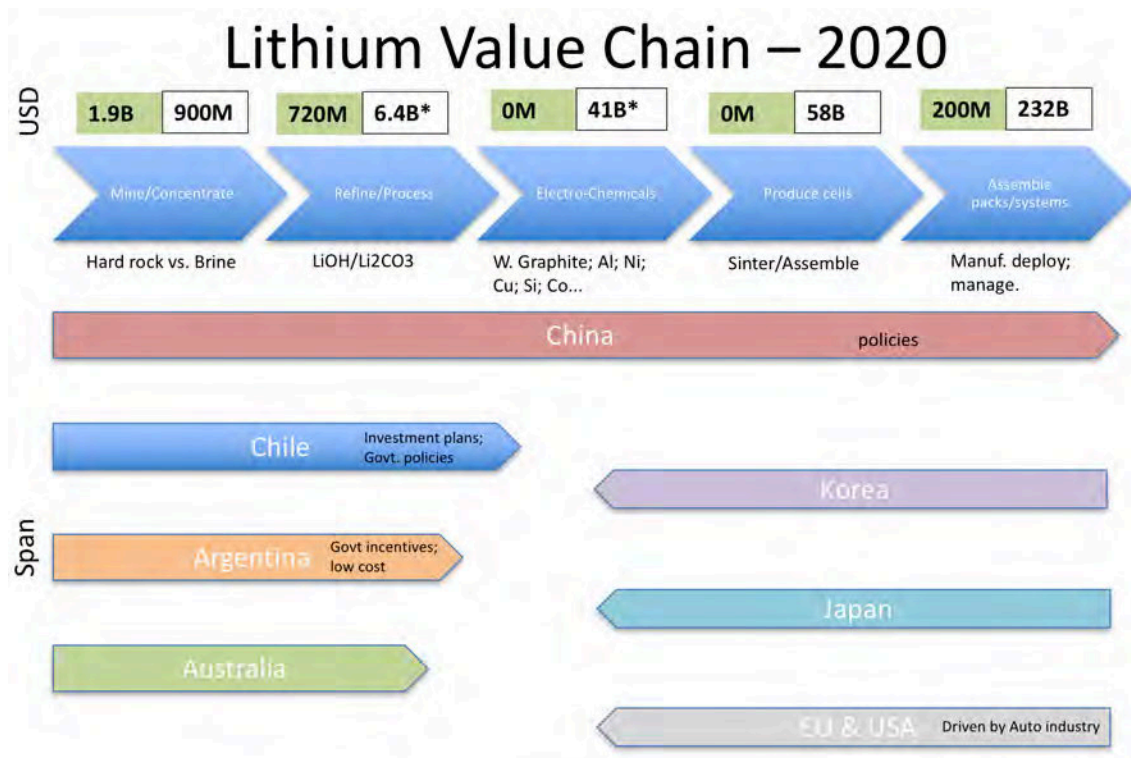 Lithium Value Chain – 2020
USD
1.9B 900M 720M 6.4B* 0M 41B* 0M 58B 200M 232B
Mine/Concentrate Refine/Process Electro-Chemicals Produce cells Assemble
packs/systems
Hard rock vs. Brine LiOH/Li2CO3 W. Graphite; Al; Ni; Sinter/Assemble Manuf. deploy;
Cu; Si; Co... manage.
China policies
Chile Investment plans;
Govt. policies
Korea
Span
Argentina Govt incentives;
low cost
Japan
Australia
EU & USA Driven by Auto industry